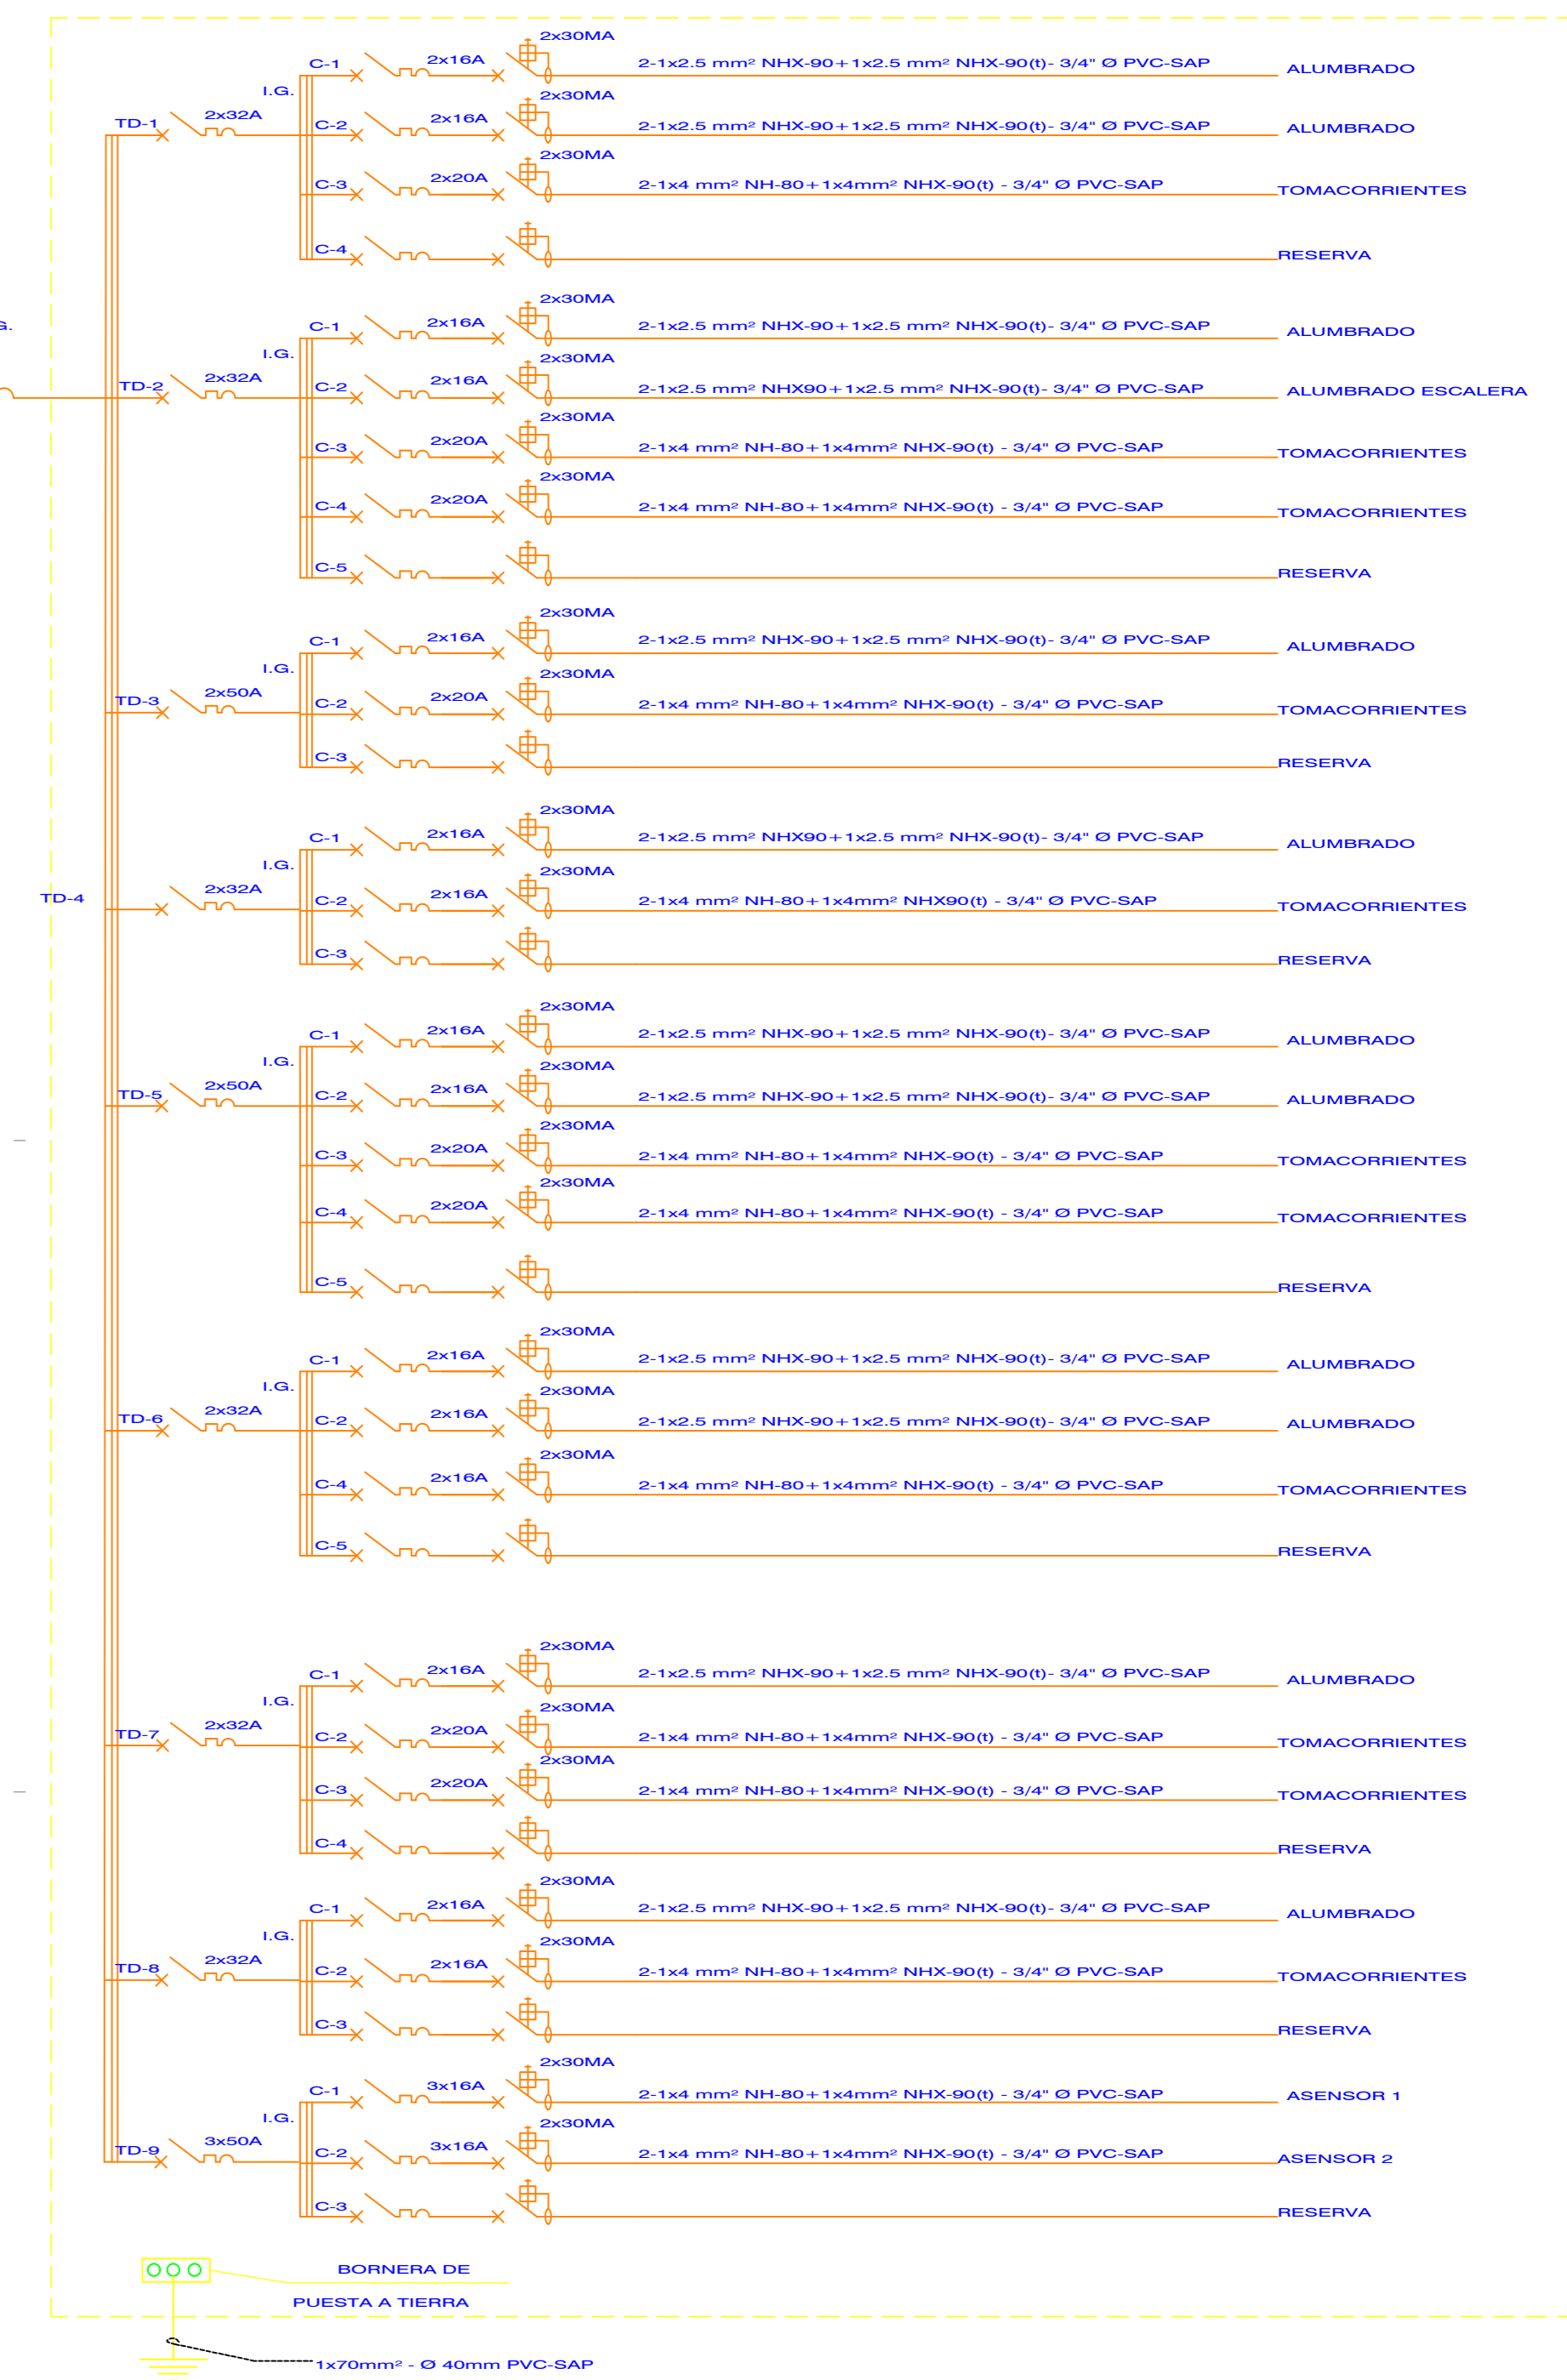 2x30MA
C-1 2x16A 2-1x2.5 mm² NHX-90+1x2.5 mm² NHX-90(t)- 3/4" Ø PVC-SAP ALUMBRADO
I.G.
2x30MA
TD-1 2x32A C-2 2x16A 2-1x2.5 mm² NHX-90+1x2.5 mm² NHX-90(t)- 3/4" Ø PVC-SAP ALUMBRADO
2x30MA
C-3 2x20A 2-1x4 mm² NH-80+1x4mm² NHX-90(t) - 3/4" Ø PVC-SAP TOMACORRIENTES
C-4 RESERVA
2x30MA
G.
C-1 2x16A 2-1x2.5 mm² NHX-90+1x2.5 mm² NHX-90(t)- 3/4" Ø PVC-SAP ALUMBRADO
I.G.
2x30MA
TD-2 2x32A C-2 2x16A 2-1x2.5 mm² NHX90+1x2.5 mm² NHX-90(t)- 3/4" Ø PVC-SAP ALUMBRADO ESCALERA
2x30MA
C-3 2x20A 2-1x4 mm² NH-80+1x4mm² NHX-90(t) - 3/4" Ø PVC-SAP TOMACORRIENTES
2x30MA
C-4 2x20A 2-1x4 mm² NH-80+1x4mm² NHX-90(t) - 3/4" Ø PVC-SAP TOMACORRIENTES
C-5 RESERVA
2x30MA
C-1 2x16A 2-1x2.5 mm² NHX-90+1x2.5 mm² NHX-90(t)- 3/4" Ø PVC-SAP ALUMBRADO
I.G.
2x30MA
TD-3 2x50A C-2 2x20A 2-1x4 mm² NH-80+1x4mm² NHX-90(t) - 3/4" Ø PVC-SAP TOMACORRIENTES
C-3 RESERVA
2x30MA
C-1 2x16A 2-1x2.5 mm² NHX90+1x2.5 mm² NHX-90(t)- 3/4" Ø PVC-SAP ALUMBRADO
I.G.
2x30MA
TD-4 2x32A C-2 2x16A 2-1x4 mm² NH-80+1x4mm² NHX90(t) - 3/4" Ø PVC-SAP TOMACORRIENTES
C-3 RESERVA
2x30MA
C-1 2x16A 2-1x2.5 mm² NHX-90+1x2.5 mm² NHX-90(t)- 3/4" Ø PVC-SAP ALUMBRADO
I.G.
2x30MA
TD-5 2x50A C-2 2x16A 2-1x2.5 mm² NHX-90+1x2.5 mm² NHX-90(t)- 3/4" Ø PVC-SAP ALUMBRADO
2x30MA
C-3 2x20A 2-1x4 mm² NH-80+1x4mm² NHX-90(t) - 3/4" Ø PVC-SAP TOMACORRIENTES
2x30MA
C-4 2x20A 2-1x4 mm² NH-80+1x4mm² NHX-90(t) - 3/4" Ø PVC-SAP TOMACORRIENTES
C-5 RESERVA
2x30MA
C-1 2x16A 2-1x2.5 mm² NHX-90+1x2.5 mm² NHX-90(t)- 3/4" Ø PVC-SAP ALUMBRADO
I.G.
2x30MA
TD-6 2x32A C-2 2x16A 2-1x2.5 mm² NHX-90+1x2.5 mm² NHX-90(t)- 3/4" Ø PVC-SAP ALUMBRADO
2x30MA
C-4 2x16A 2-1x4 mm² NH-80+1x4mm² NHX-90(t) - 3/4" Ø PVC-SAP TOMACORRIENTES
C-5 RESERVA
2x30MA
C-1 2x16A 2-1x2.5 mm² NHX-90+1x2.5 mm² NHX-90(t)- 3/4" Ø PVC-SAP ALUMBRADO
I.G.
2x30MA
TD-7 2x32A C-2 2x20A 2-1x4 mm² NH-80+1x4mm² NHX-90(t) - 3/4" Ø PVC-SAP TOMACORRIENTES
2x30MA
C-3 2x20A 2-1x4 mm² NH-80+1x4mm² NHX-90(t) - 3/4" Ø PVC-SAP TOMACORRIENTES
C-4 RESERVA
2x30MA
C-1 2x16A 2-1x2.5 mm² NHX-90+1x2.5 mm² NHX-90(t)- 3/4" Ø PVC-SAP ALUMBRADO
I.G.
2x30MA
TD-8 2x32A C-2 2x16A 2-1x4 mm² NH-80+1x4mm² NHX-90(t) - 3/4" Ø PVC-SAP TOMACORRIENTES
C-3 RESERVA
2x30MA
C-1 3x16A 2-1x4 mm² NH-80+1x4mm² NHX-90(t) - 3/4" Ø PVC-SAP ASENSOR 1
I.G.
2x30MA
TD-9 3x50A C-2 3x16A 2-1x4 mm² NH-80+1x4mm² NHX-90(t) - 3/4" Ø PVC-SAP ASENSOR 2
C-3 RESERVA
BORNERA DE
PUESTA A TIERRA
1x70mm² - Ø 40mm PVC-SAP